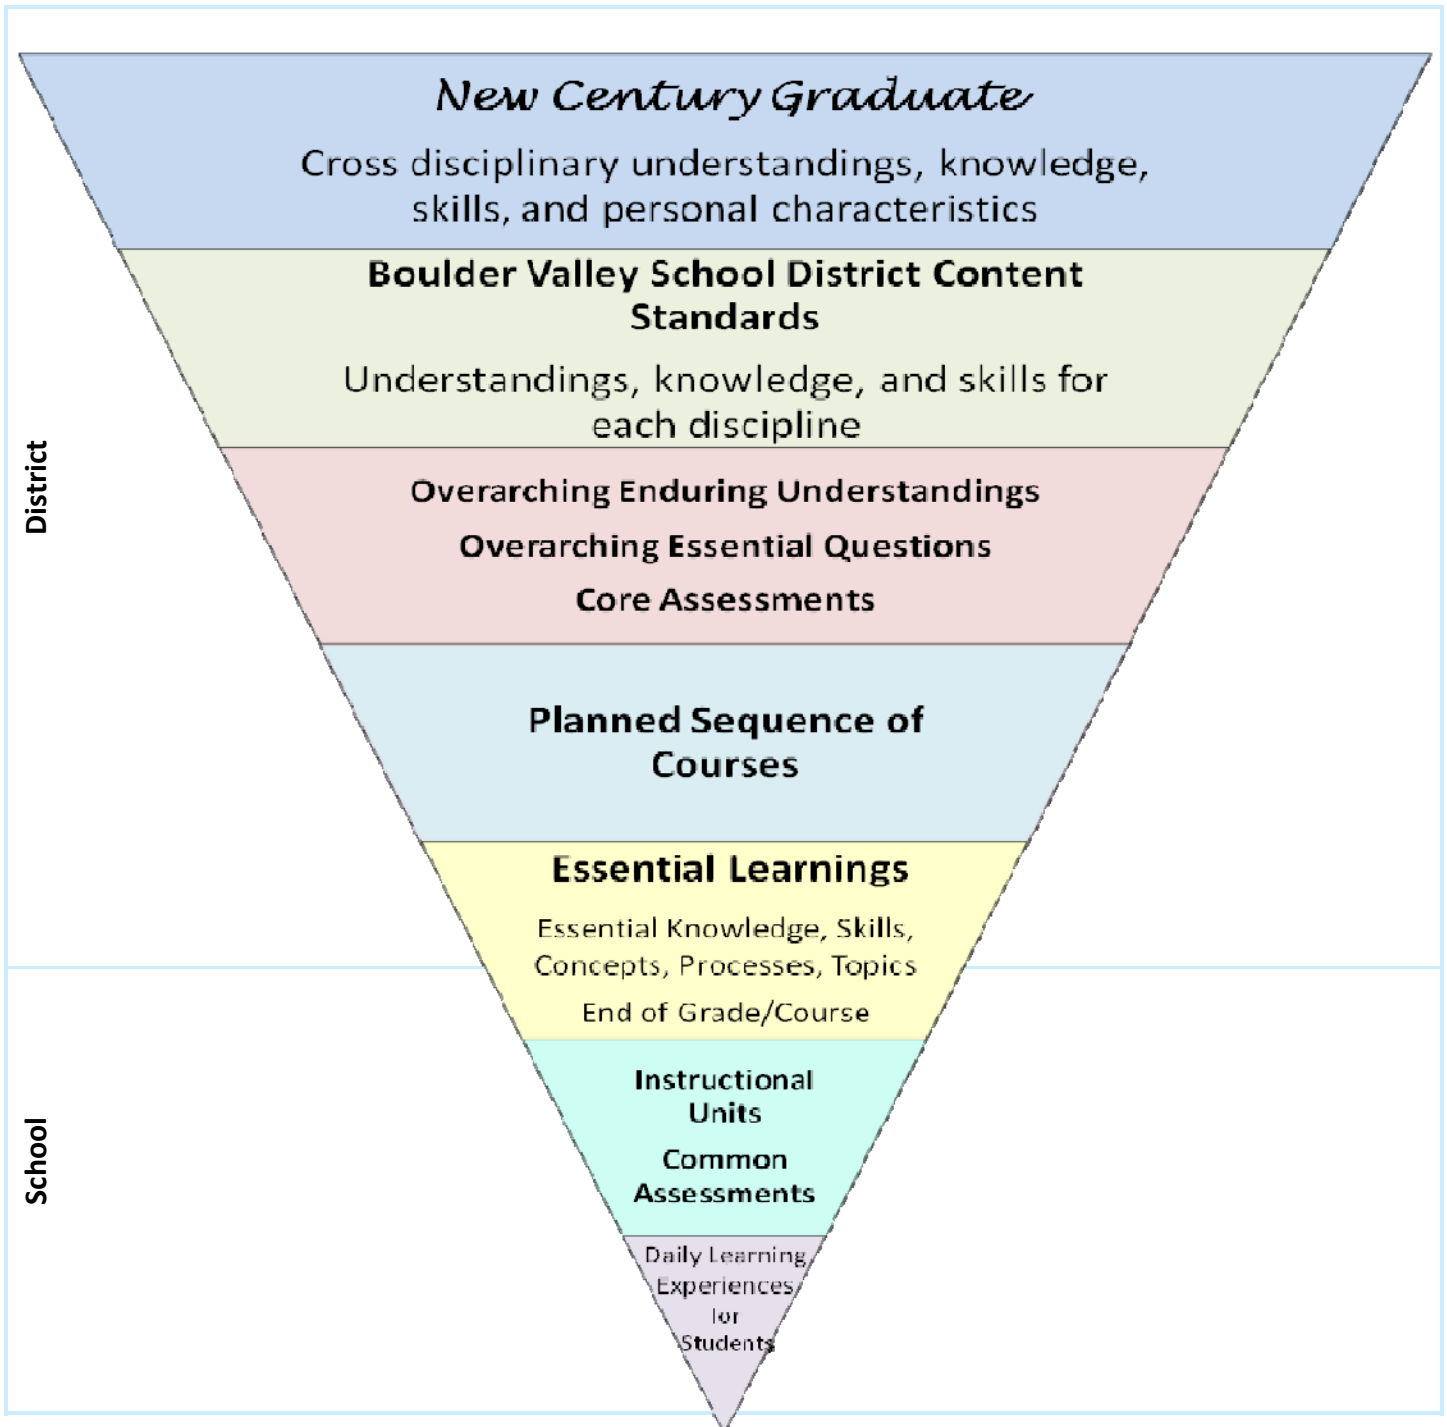 New Century Graduate
Cross disciplinary understandings, knowledge,
skills, and personal characteristics
Boulder Valley School District Content
Standards
Understandings, knowledge, and skills for
each discipline
District
Overarching Enduring Understandings
Overarching Essential Questions
Core Assessments
Planned Sequence of
Courses
Essential Learnings
Essential Knowledge, Skills,
Concepts, Processes, Topics
End of Grade/Course
School
Instructional
Units
Common
Assessments
Daily Learning
Experiences
for
Students